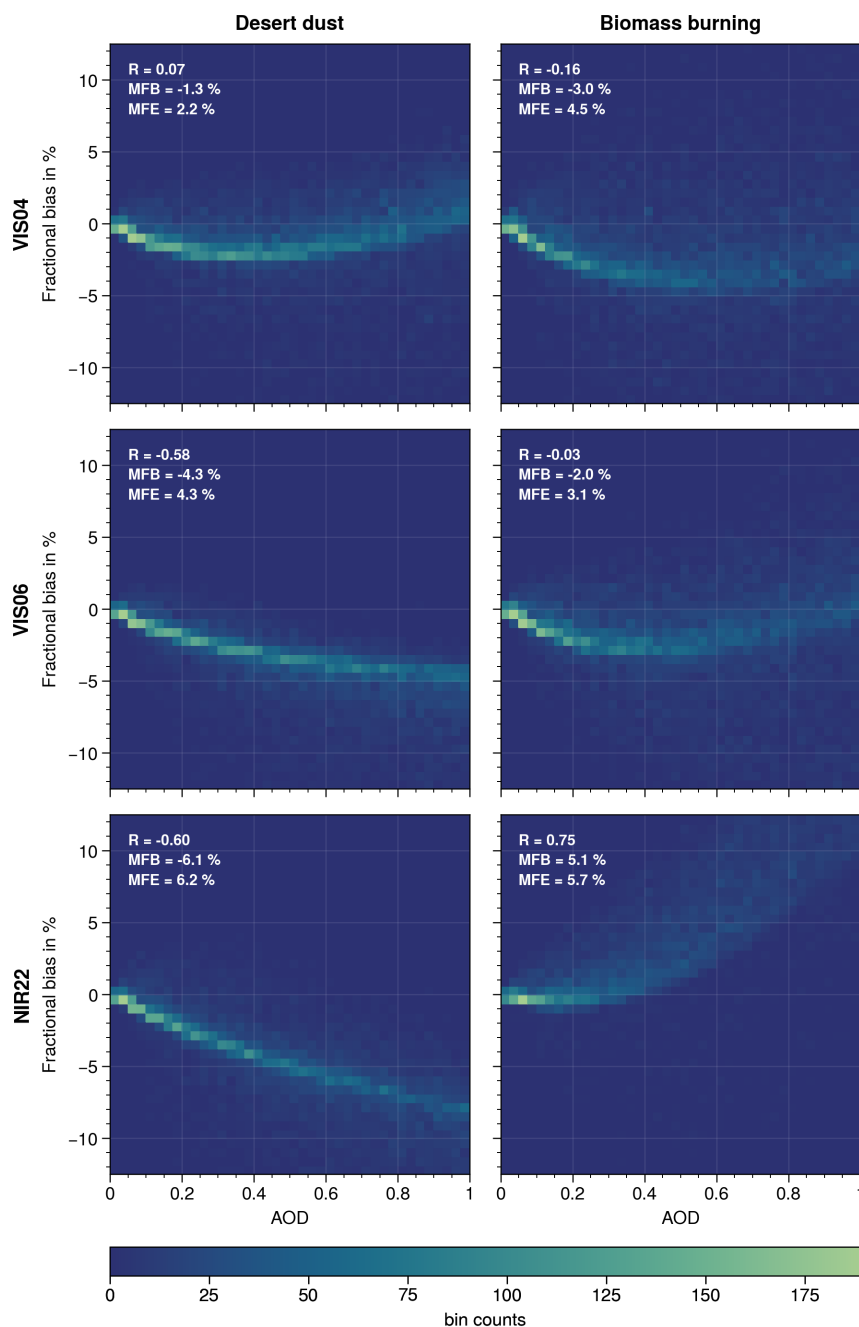 Desert dust
Biomass burning
VIS04
Fractional bias in %
10
5
0
−5
−10
R = 0.07
MFB = -1.3 %
MFE = 2.2 %
R = -0.16
MFB = -3.0 %
MFE = 4.5 %
VIS06
Fractional bias in %
10
5
0
−5
−10
R = -0.58
MFB = -4.3 %
MFE = 4.3 %
R = -0.03
MFB = -2.0 %
MFE = 3.1 %
NIR22
Fractional bias in %
10
5
0
−5
−10
R = -0.60
MFB = -6.1 %
MFE = 6.2 %
R = 0.75
MFB = 5.1 %
MFE = 5.7 %
0 0.2 0.4 0.6 0.8 1
0 0.2 0.4 0.6 0.8
AOD
AOD
0 25 50 75 100 125 150 175
bin counts